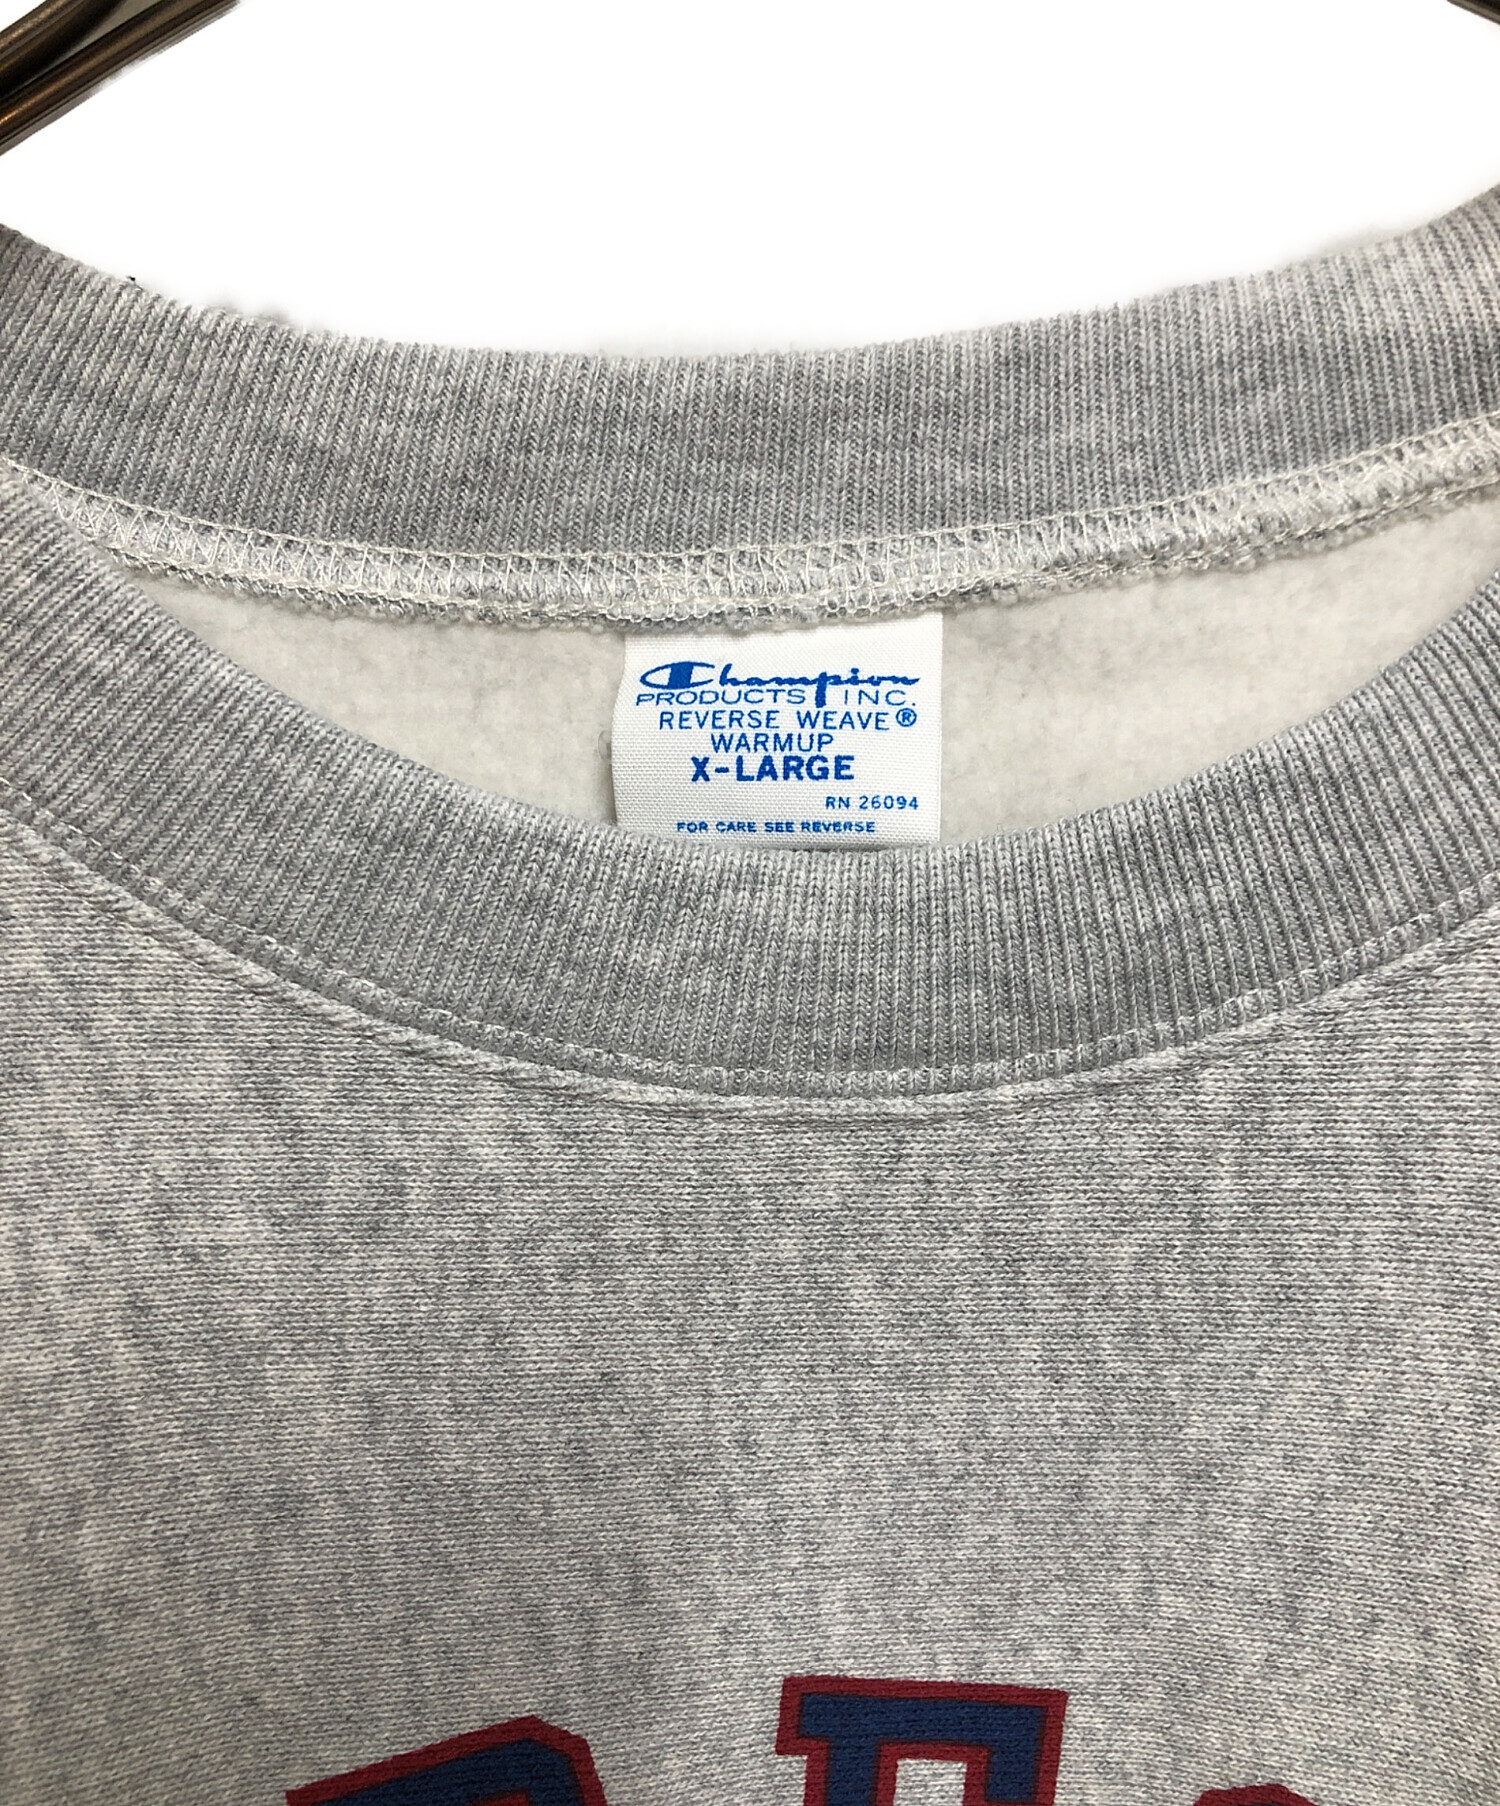 Champion
PRODUCTS INC.
REVERSE WEAVE®
WARMUP
X-LARGE
RN 26094
FOR CARE SEE REVERSE